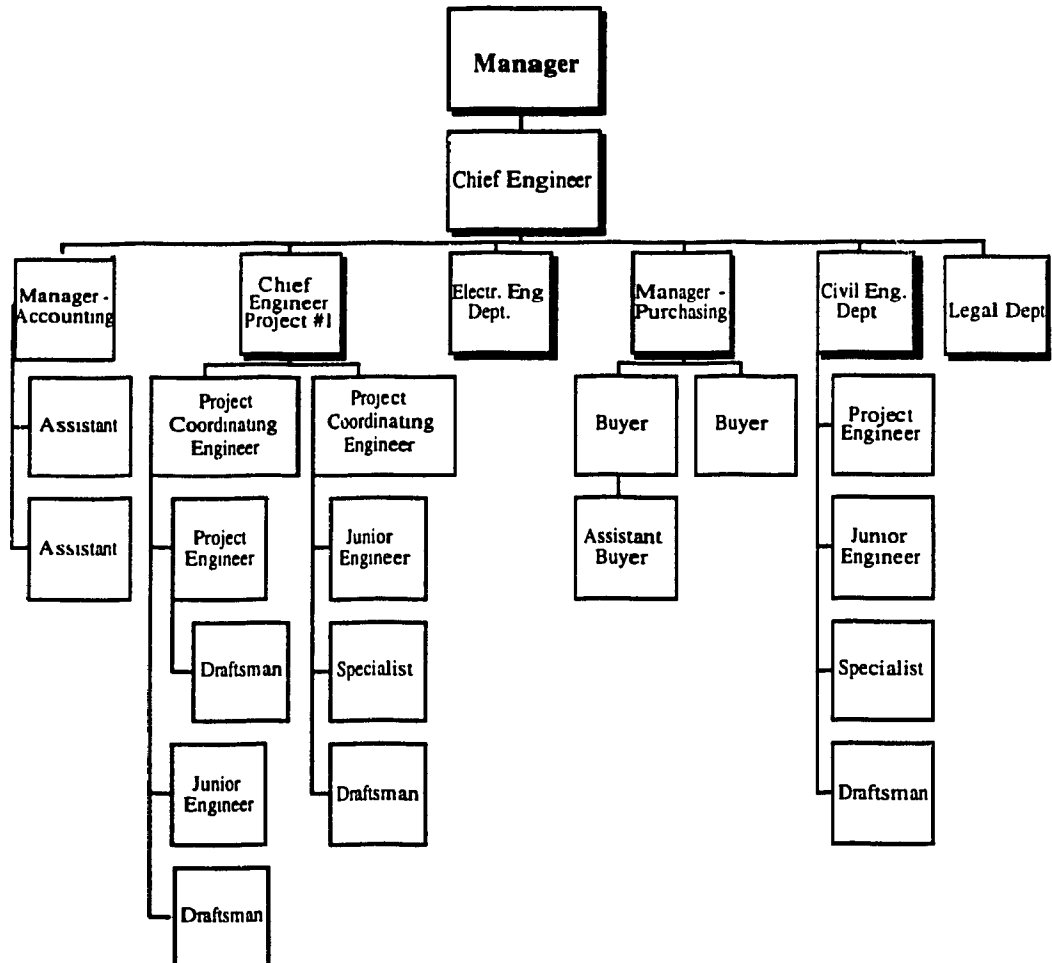 Manager
Chief Engineer
Manager -
Accounting
Chief
Engineer
Project #1
Electr. Eng
Dept.
Manager -
Purchasing
Civil Eng.
Dept
Legal Dept
Assistant
Project
Coordinating
Engineer
Project
Coordinating
Engineer
Buyer
Buyer
Project
Engineer
Assistant
Project
Engineer
Junior
Engineer
Assistant
Buyer
Junior
Engineer
Draftsman
Specialist
Specialist
Junior
Engineer
Draftsman
Draftsman
Draftsman